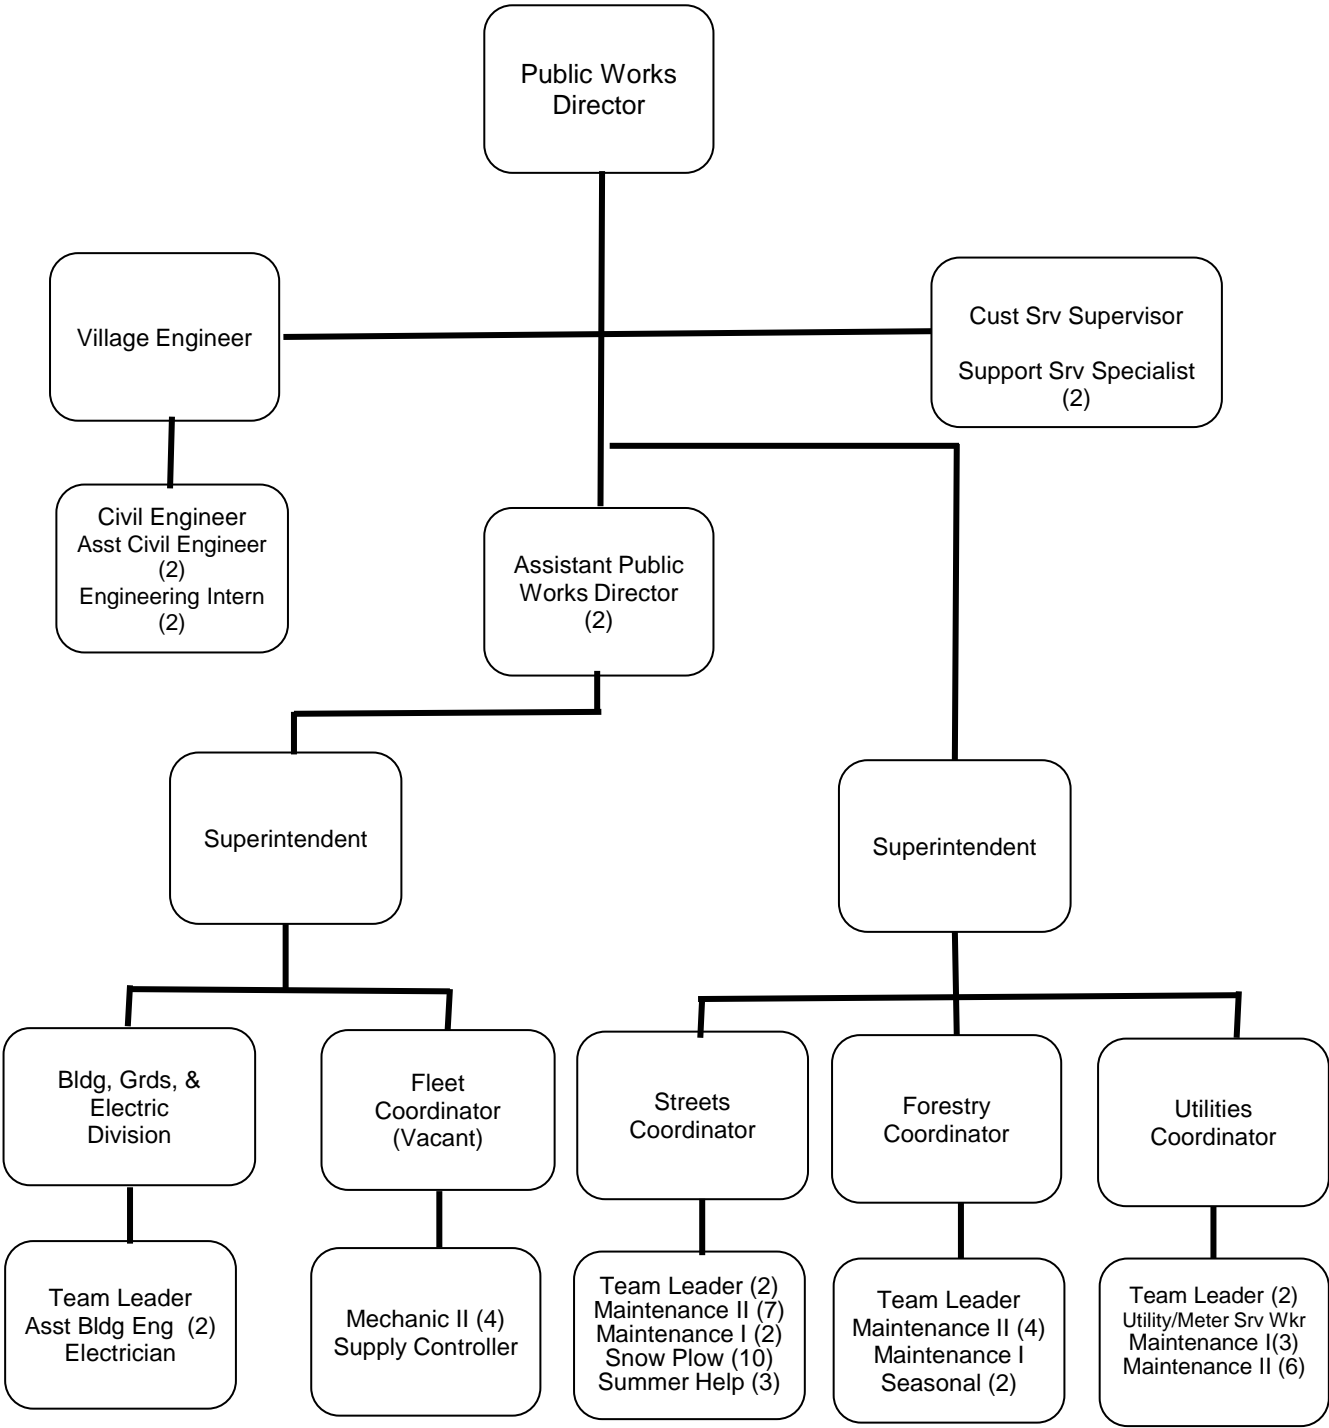 Public Works
Director
Village Engineer
Cust Srv Supervisor
Support Srv Specialist
(2)
Civil Engineer
Asst Civil Engineer
(2)
Engineering Intern
(2)
Assistant Public
Works Director
(2)
Superintendent
Superintendent
Bldg, Grds, &
Electric
Division
Fleet
Coordinator
(Vacant)
Streets
Coordinator
Forestry
Coordinator
Utilities
Coordinator
Team Leader
Asst Bldg Eng (2)
Electrician
Mechanic II (4)
Supply Controller
Team Leader (2)
Maintenance II (7)
Maintenance I (2)
Snow Plow (10)
Summer Help (3)
Team Leader
Maintenance II (4)
Maintenance I
Seasonal (2)
Team Leader (2)
Utility/Meter Srv Wkr
Maintenance I(3)
Maintenance II (6)